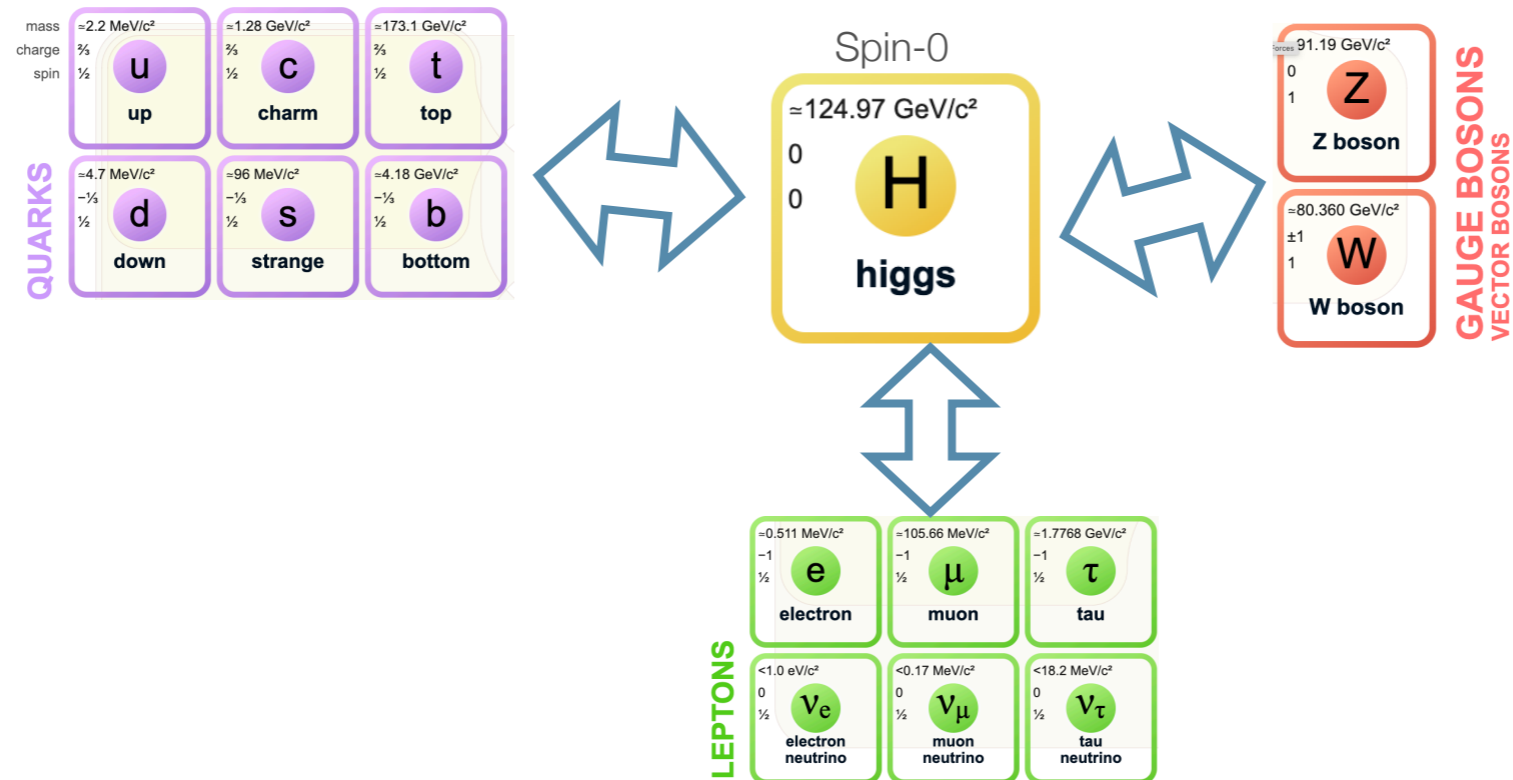 mass
charge
spin
≃2.2 MeV/c²
⅔
½
u
up
≃1.28 GeV/c²
⅔
½
c
charm
≃173.1 GeV/c²
⅔
½
t
top
≃4.7 MeV/c²
−⅓
½
d
down
≃96 MeV/c²
−⅓
½
s
strange
≃4.18 GeV/c²
−⅓
½
b
bottom
QUARKS
Spin-0
≃124.97 GeV/c²
0
0
H
higgs
Forces
91.19 GeV/c²
0
1
Z
Z boson
≃80.360 GeV/c²
±1
1
W
W boson
GAUGE BOSONS
VECTOR BOSONS
≃0.511 MeV/c²
−1
½
e
electron
≃105.66 MeV/c²
−1
½
μ
muon
≃1.7768 GeV/c²
−1
½
τ
tau
<1.0 eV/c²
0
½
νe
electron
neutrino
<0.17 MeV/c²
0
½
νμ
muon
neutrino
<18.2 MeV/c²
0
½
ντ
tau
neutrino
LEPTONS